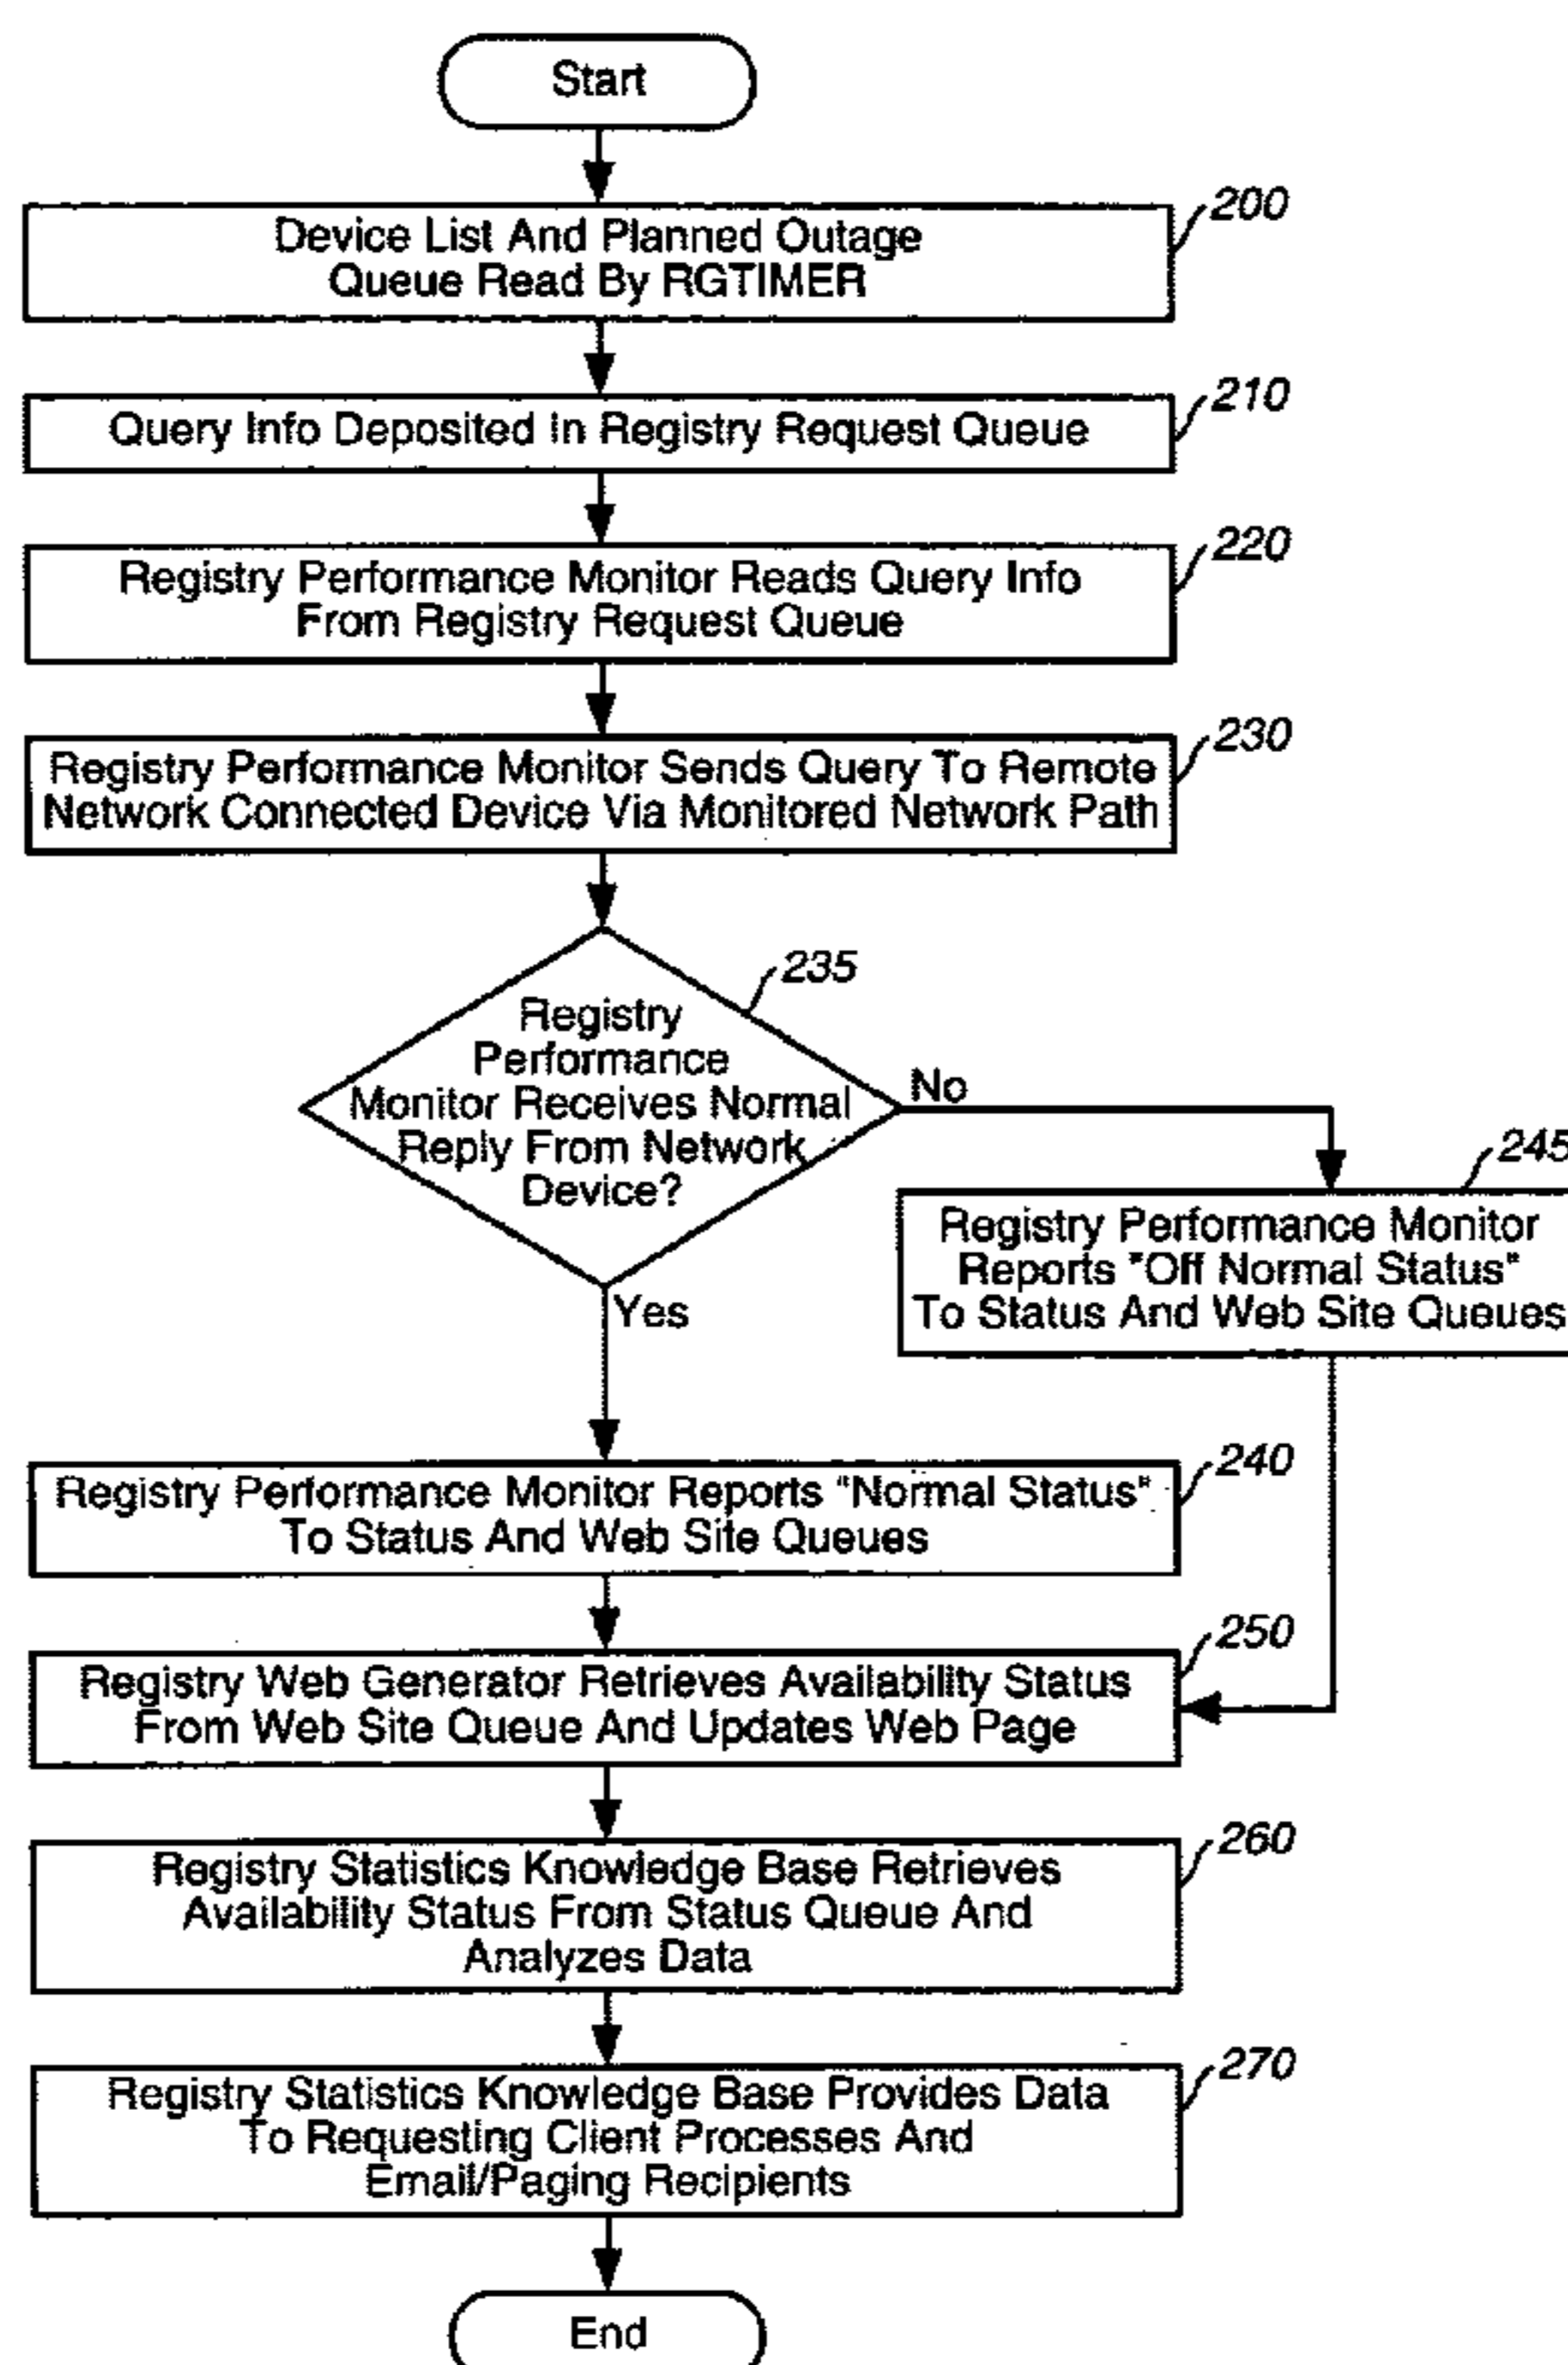 Start
200
Device List And Planned Outage
Queue Read By RGTIMER
210
Query Info Deposited In Registry Request Queue
220
Registry Performance Monitor Reads Query Info
From Registry Request Queue
230
Registry Performance Monitor Sends Query To Remote
Network Connected Device Via Monitored Network Path
235
Registry
Performance
Monitor Receives Normal
Reply From Network
Device?
No
Yes
245
Registry Performance Monitor
Reports "Off Normal Status"
To Status And Web Site Queues
240
Registry Performance Monitor Reports "Normal Status"
To Status And Web Site Queues
250
Registry Web Generator Retrieves Availability Status
From Web Site Queue And Updates Web Page
260
Registry Statistics Knowledge Base Retrieves
Availability Status From Status Queue And
Analyzes Data
270
Registry Statistics Knowledge Base Provides Data
To Requesting Client Processes And
Email/Paging Recipients
End